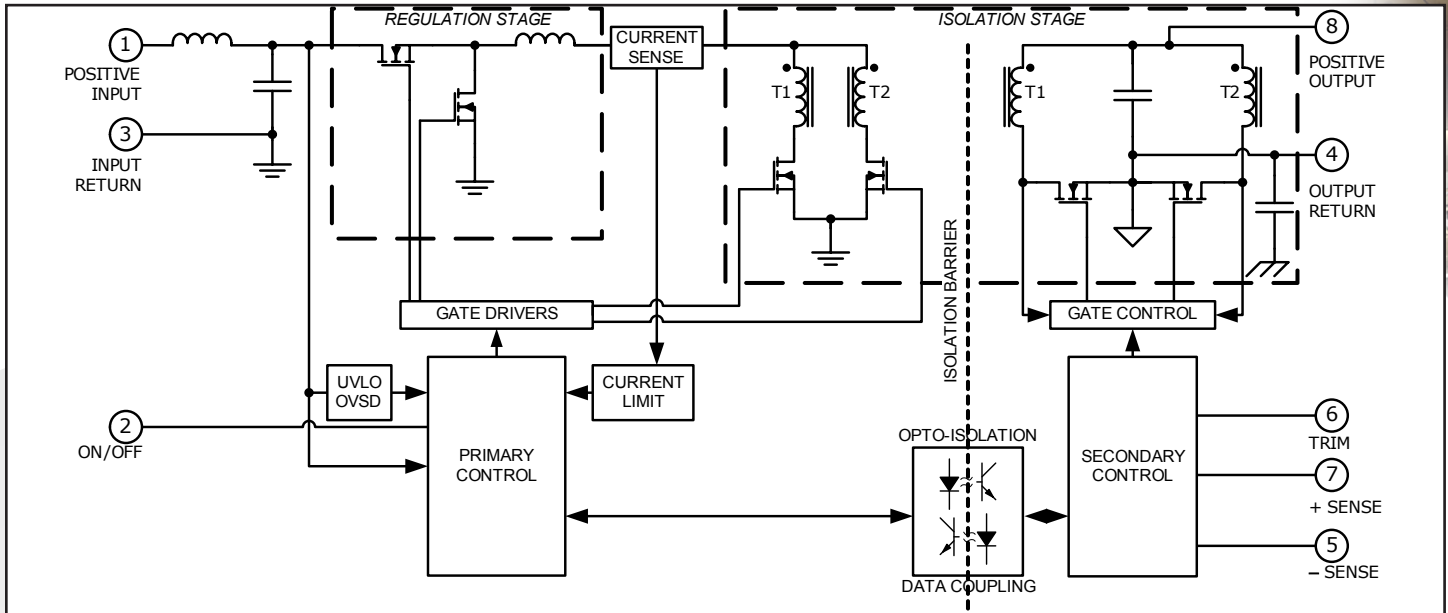 REGULATION STAGE
ISOLATION STAGE
1
POSITIVE
INPUT
CURRENT
SENSE
8
POSITIVE
OUTPUT
T1
T2
T1
T2
3
INPUT
RETURN
4
OUTPUT
RETURN
ISOLATION BARRIER
GATE DRIVERS
GATE CONTROL
UVLO
OVSD
CURRENT
LIMIT
2
ON/OFF
PRIMARY
CONTROL
OPTO-ISOLATION
DATA COUPLING
SECONDARY
CONTROL
6
TRIM
7
+ SENSE
5
– SENSE